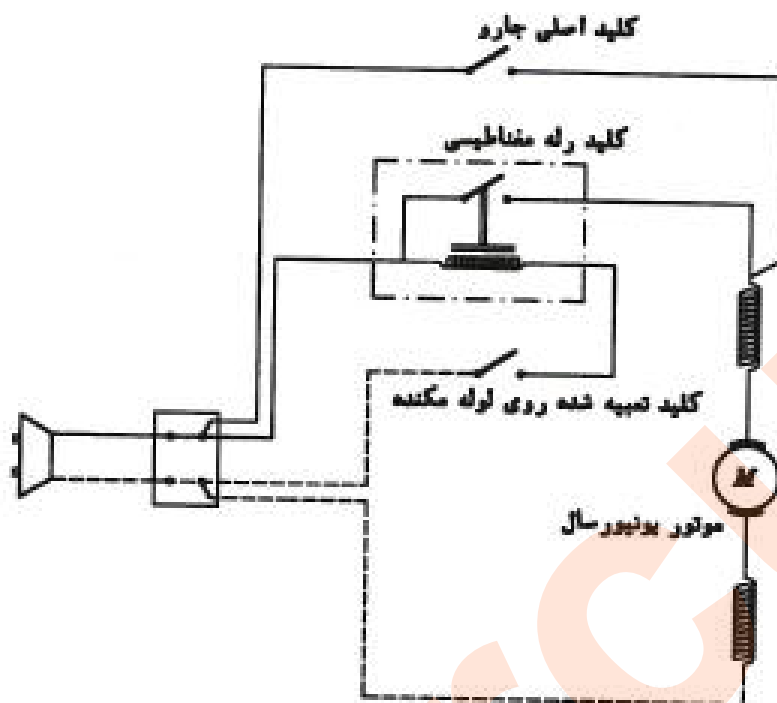 کلید اصلی جارو
کلید رله مغناطیسی
کلید تعبیه شده روی لوله مکنده
M
موتور یونیورسال